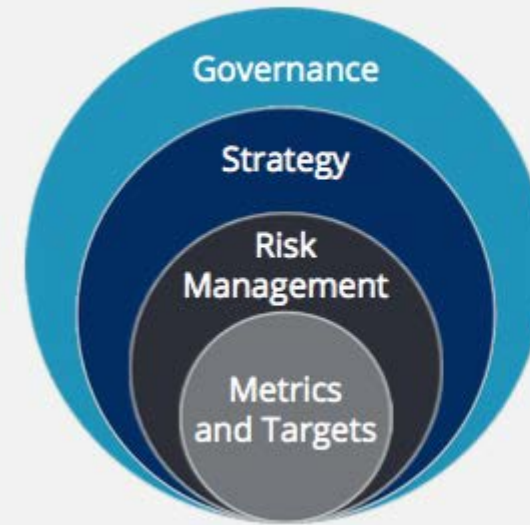 Governance
Strategy
Risk
Management
Metrics
and Targets